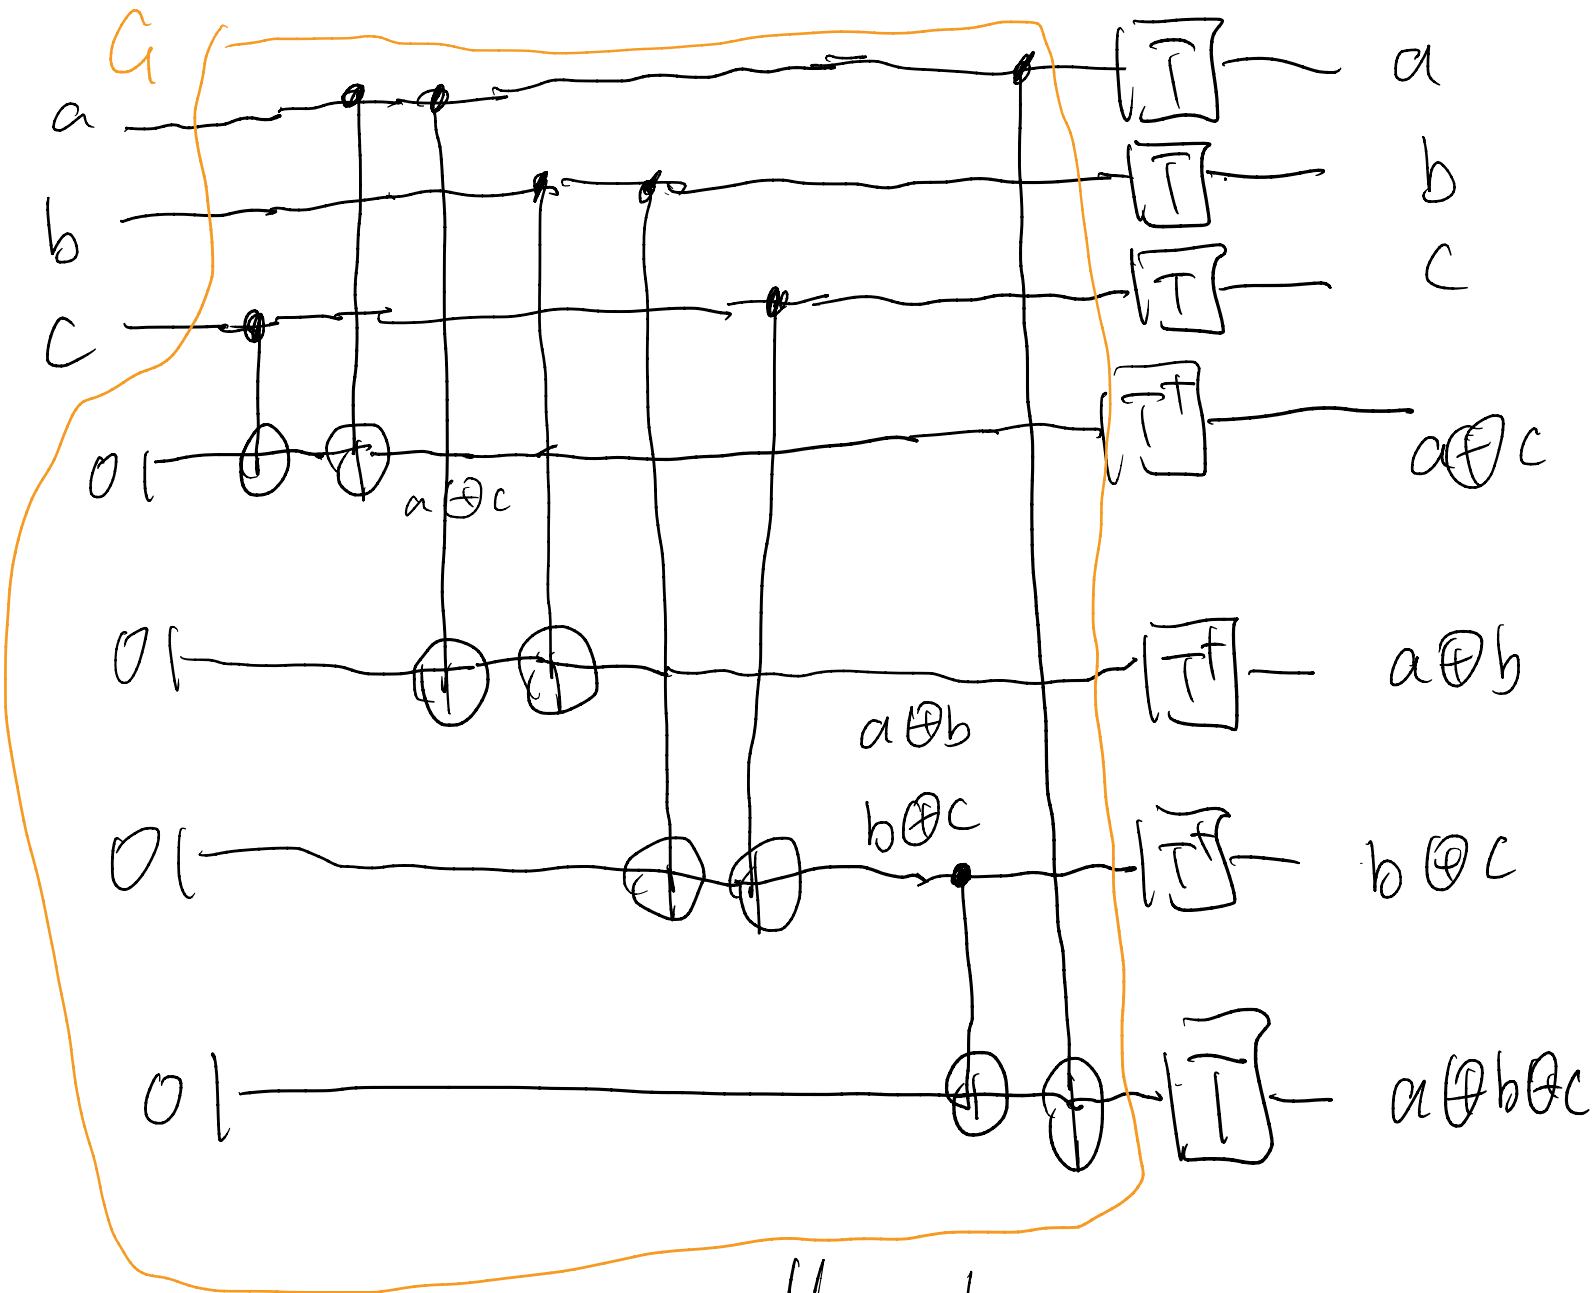 G
a T a
b T b
c T c
0| T† a⊕c
a⊕c
0| T† a⊕b
a⊕b
b⊕c
0| T† b⊕c
0| T a⊕b⊕c